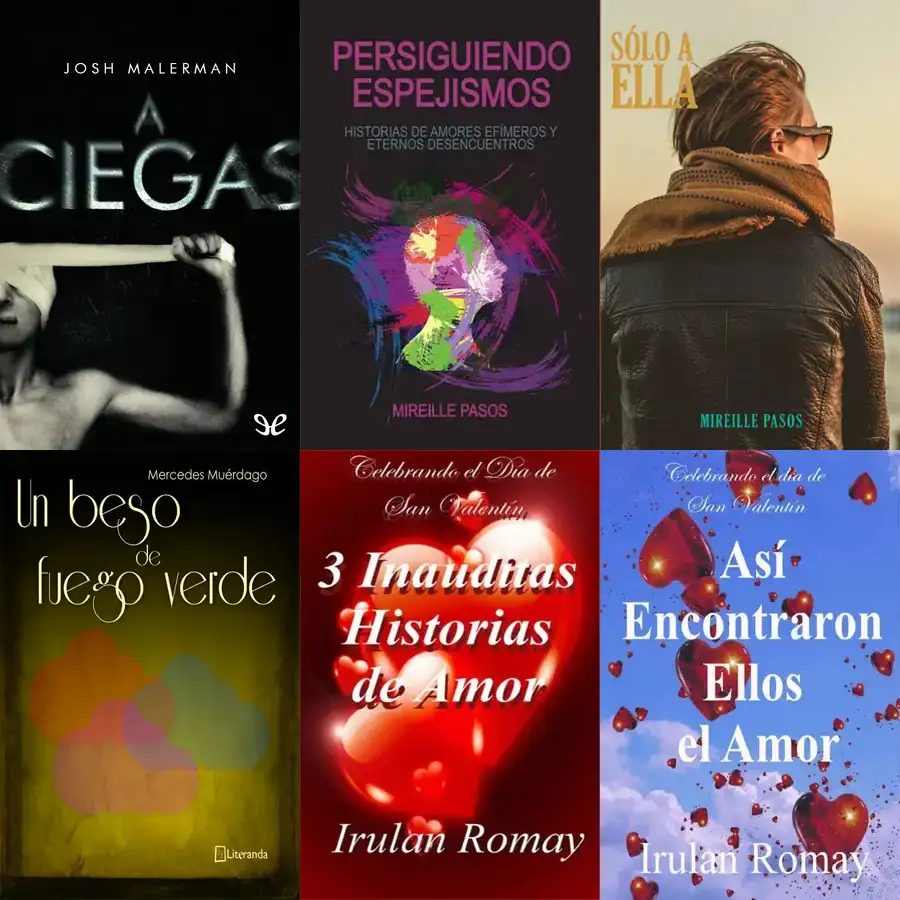 JOSH MALERMAN
A
CIEGAS
PERSIGUIENDO
ESPEJISMOS
HISTORIAS DE AMORES EFÍMEROS Y
ETERNOS DESENCUENTROS
MIREILLE PASOS
SÓLO A
ELLA
MIREILLE PASOS
Mercedes Muérdago
Un beso
de
fuego verde
Literanda
Celebrando el Día de
San Valentín
3 Inauditas
Historias
de Amor
Irulan Romay
Celebrando el día de
San Valentín
Así
Encontraron
Ellos
el Amor
Irulan Romay